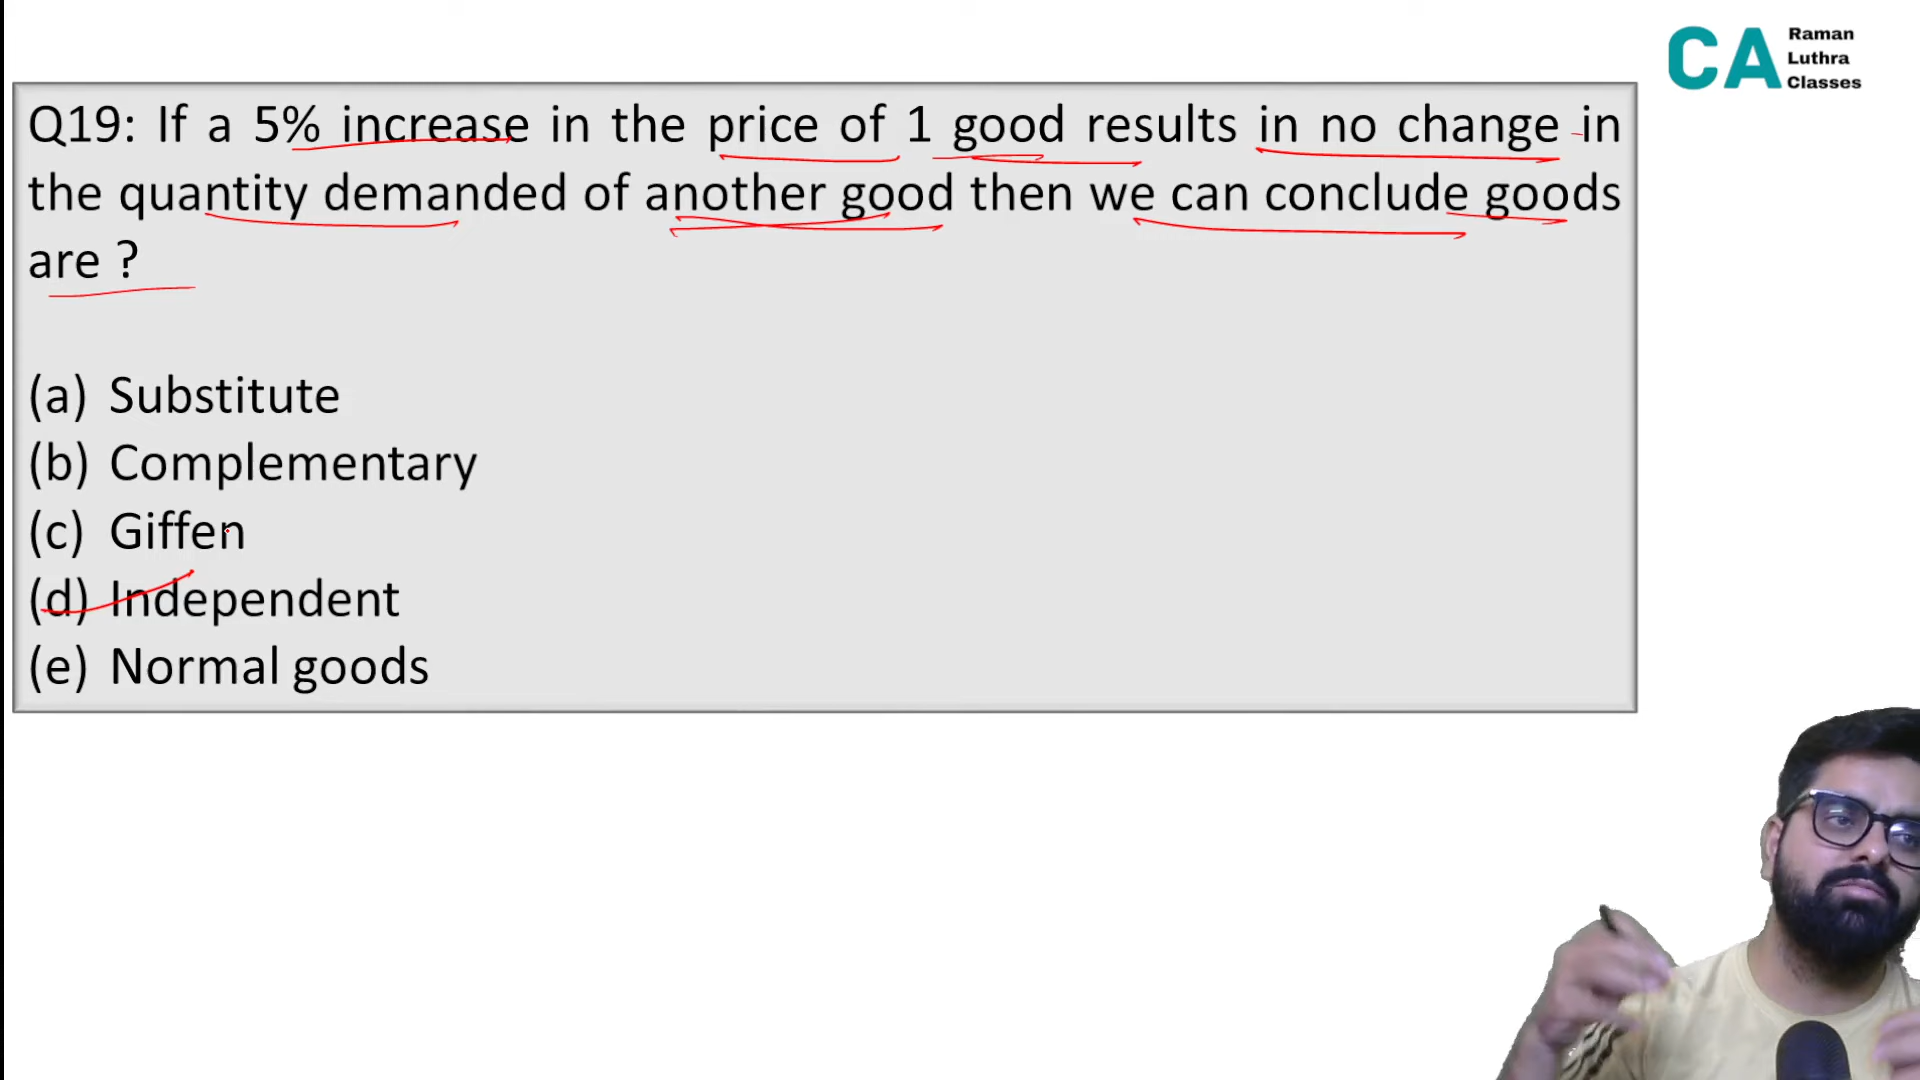 CA Raman
Luthra
Classes
Q19: If a 5% increase in the price of 1 good results in no change in
the quantity demanded of another good then we can conclude goods
are ?
(a) Substitute
(b) Complementary
(c) Giffen
(d) Independent
(e) Normal goods